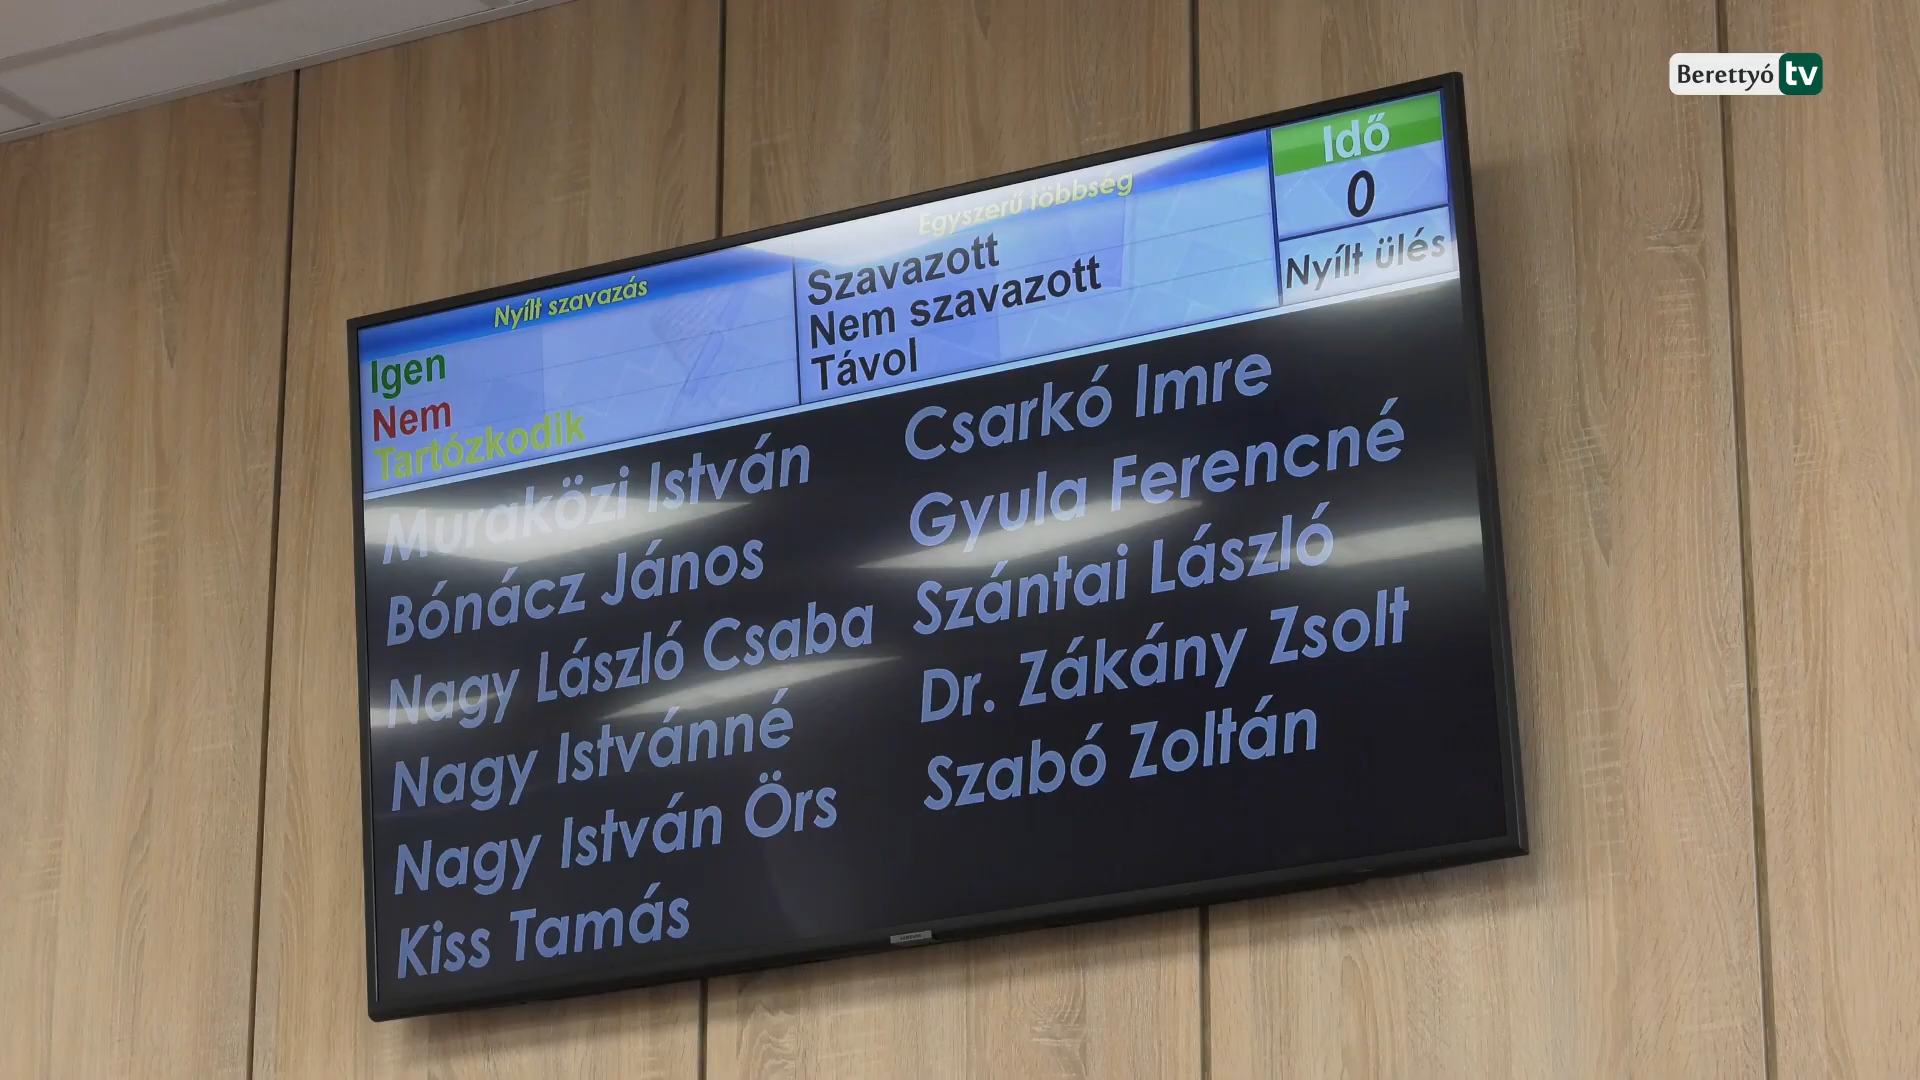 Berettyó tv
Nyílt szavazás
Igen
Nem
Tartózkodik
Egyszerű többség
Szavazott
Nem szavazott
Távol
Idő
0
Nyílt ülés
Muraközi István
Bónácz János
Nagy László Csaba
Nagy Istvánné
Nagy István Örs
Kiss Tamás
Csarkó Imre
Gyula Ferencné
Szántai László
Dr. Zákány Zsolt
Szabó Zoltán
SAMSUNG